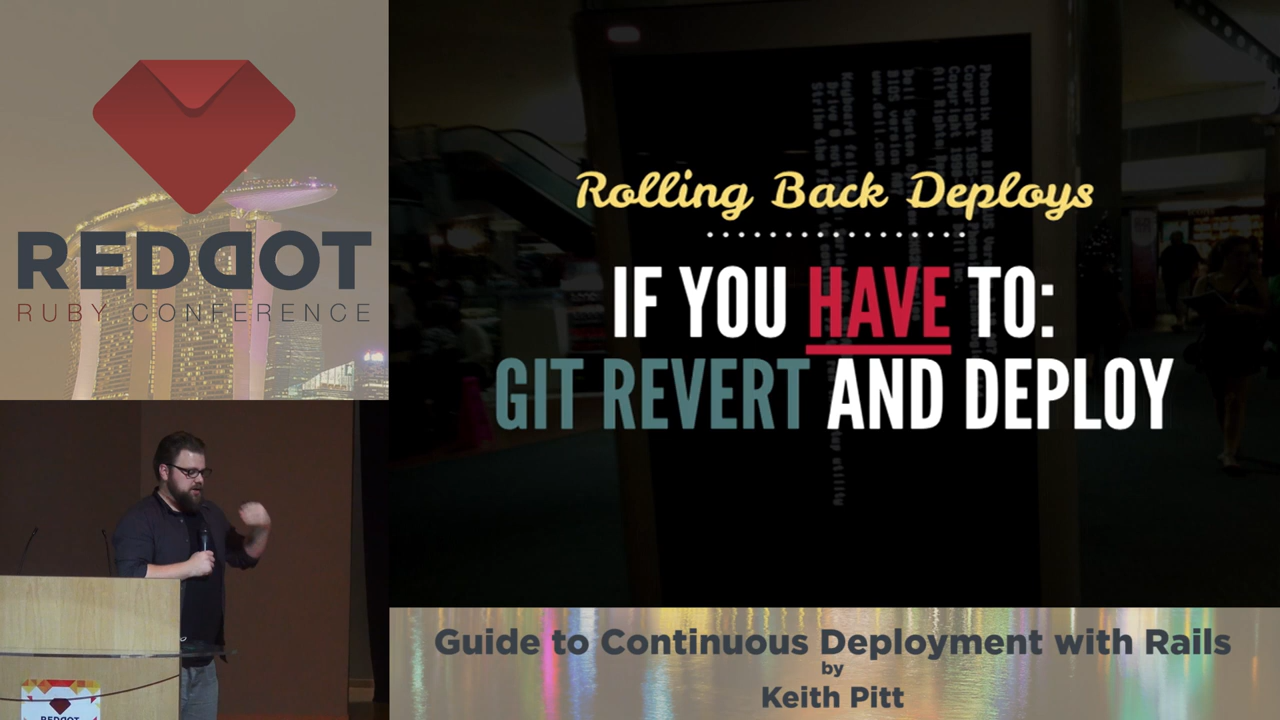 REDDOT
RUBY CONFERENCE
Rolling Back Deploys
IF YOU HAVE TO:
GIT REVERT AND DEPLOY
Guide to Continuous Deployment with Rails
by
Keith Pitt
REDDOT